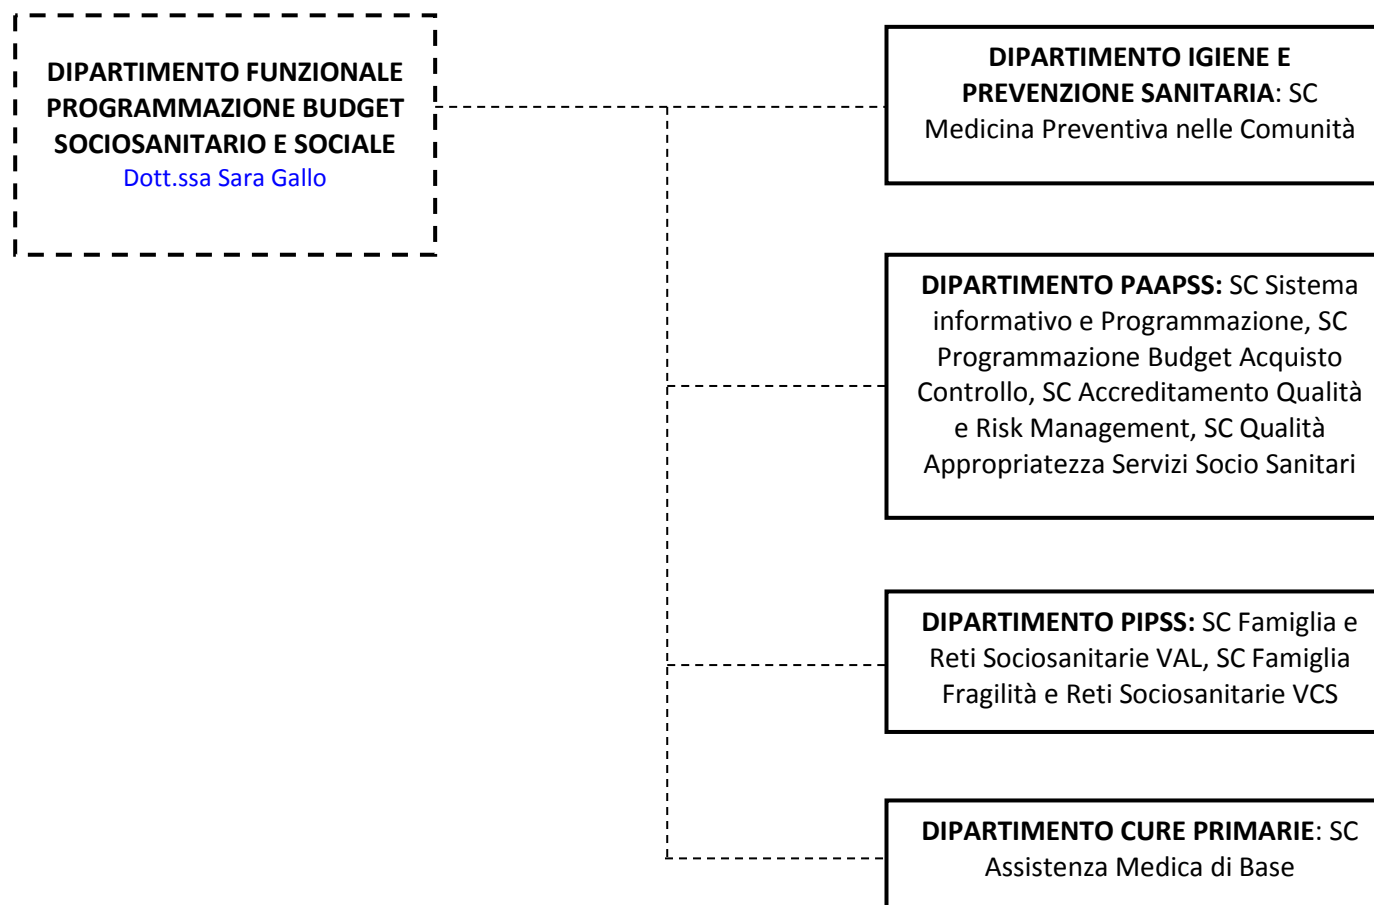 DIPARTIMENTO FUNZIONALE
PROGRAMMAZIONE BUDGET
SOCIOSANITARIO E SOCIALE
Dott.ssa Sara Gallo
DIPARTIMENTO IGIENE E
PREVENZIONE SANITARIA: SC
Medicina Preventiva nelle Comunità
DIPARTIMENTO PAAPSS: SC Sistema
informativo e Programmazione, SC
Programmazione Budget Acquisto
Controllo, SC Accreditamento Qualità
e Risk Management, SC Qualità
Appropriatezza Servizi Socio Sanitari
DIPARTIMENTO PIPSS: SC Famiglia e
Reti Sociosanitarie VAL, SC Famiglia
Fragilità e Reti Sociosanitarie VCS
DIPARTIMENTO CURE PRIMARIE: SC
Assistenza Medica di Base